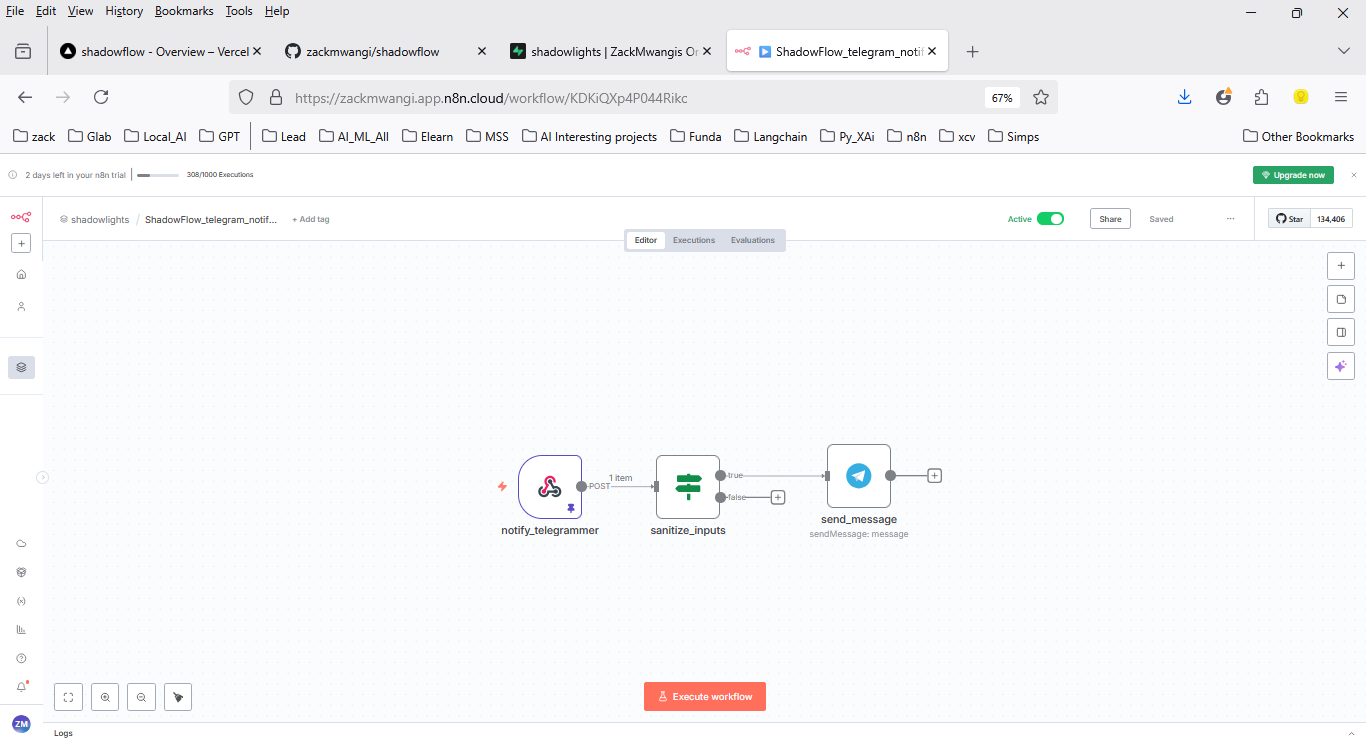 File Edit View History Bookmarks Tools Help
shadowflow - Overview – Vercel
zackmwangi/shadowflow
shadowlights | ZackMwangis Or
ShadowFlow_telegram_notif
https://zackmwangi.app.n8n.cloud/workflow/KDKiQXp4P044Rikc
67%
zack Glab Local_AI GPT Lead AI_ML_All Elearn MSS AI Interesting projects Funda Langchain Py_XAi n8n xcv Simps Other Bookmarks
2 days left in your n8n trial 308/1000 Executions Upgrade now
shadowlights / ShadowFlow_telegram_notif... + Add tag Active Share Saved ... Star 134,406
Editor Executions Evaluations
POST 1 item true
false
notify_telegrammer sanitize_inputs send_message
sendMessage: message
Execute workflow
ZM
Logs